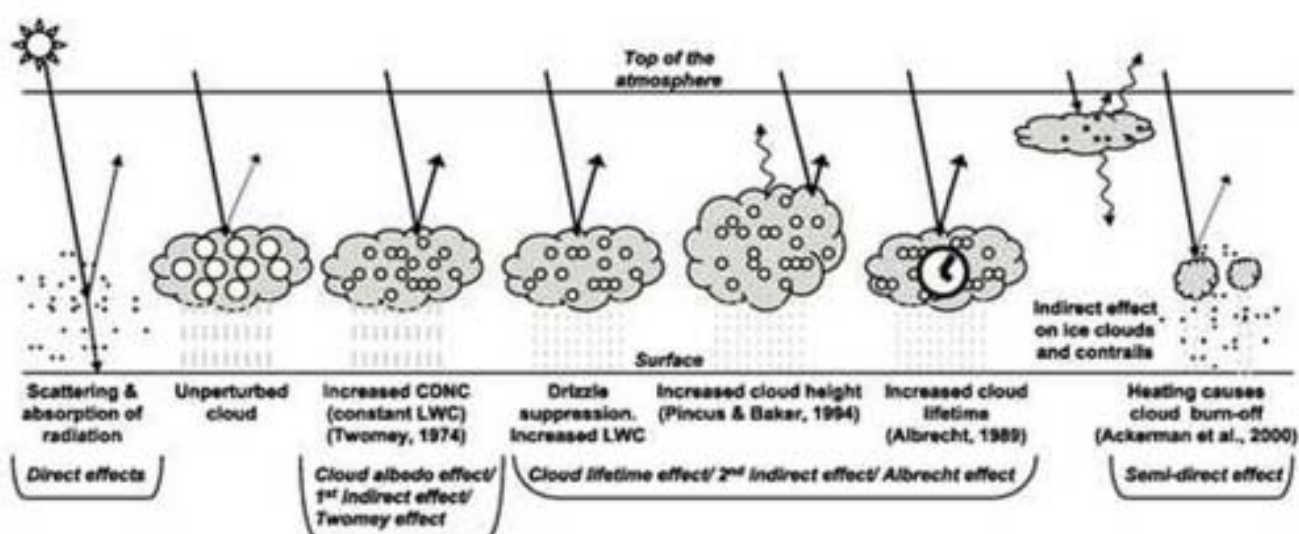 Top of the
atmosphere
Indirect effect
on ice clouds
and contrails
Surface
Scattering &
absorption of
radiation
Unperturbed
cloud
Increased CDNC
(constant LWC)
(Twomey, 1974)
Drizzle
suppression.
Increased LWC
Increased cloud height
(Pincus & Baker, 1994)
Increased cloud
lifetime
(Albrecht, 1989)
Heating causes
cloud burn-off
(Ackerman et al., 2000)
Direct effects
Cloud albedo effect/
1st indirect effect/
Twomey effect
Cloud lifetime effect/ 2nd indirect effect/ Albrecht effect
Semi-direct effect